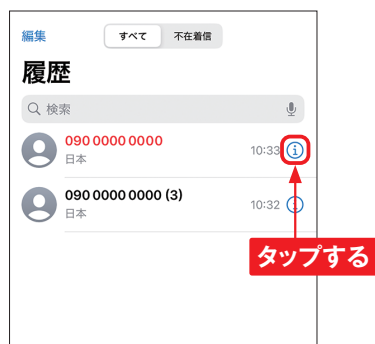 編集 すべて 不在着信
履歴
検索
090 0000 0000
日本 10:33
090 0000 0000 (3)
日本 10:32
タップする